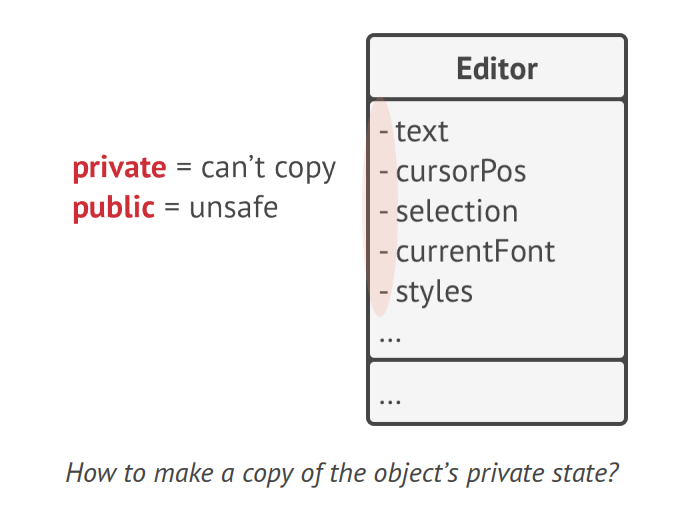 Editor
- text
- cursorPos
- selection
- currentFont
- styles
...
...
private = can't copy
public = unsafe
How to make a copy of the object's private state?